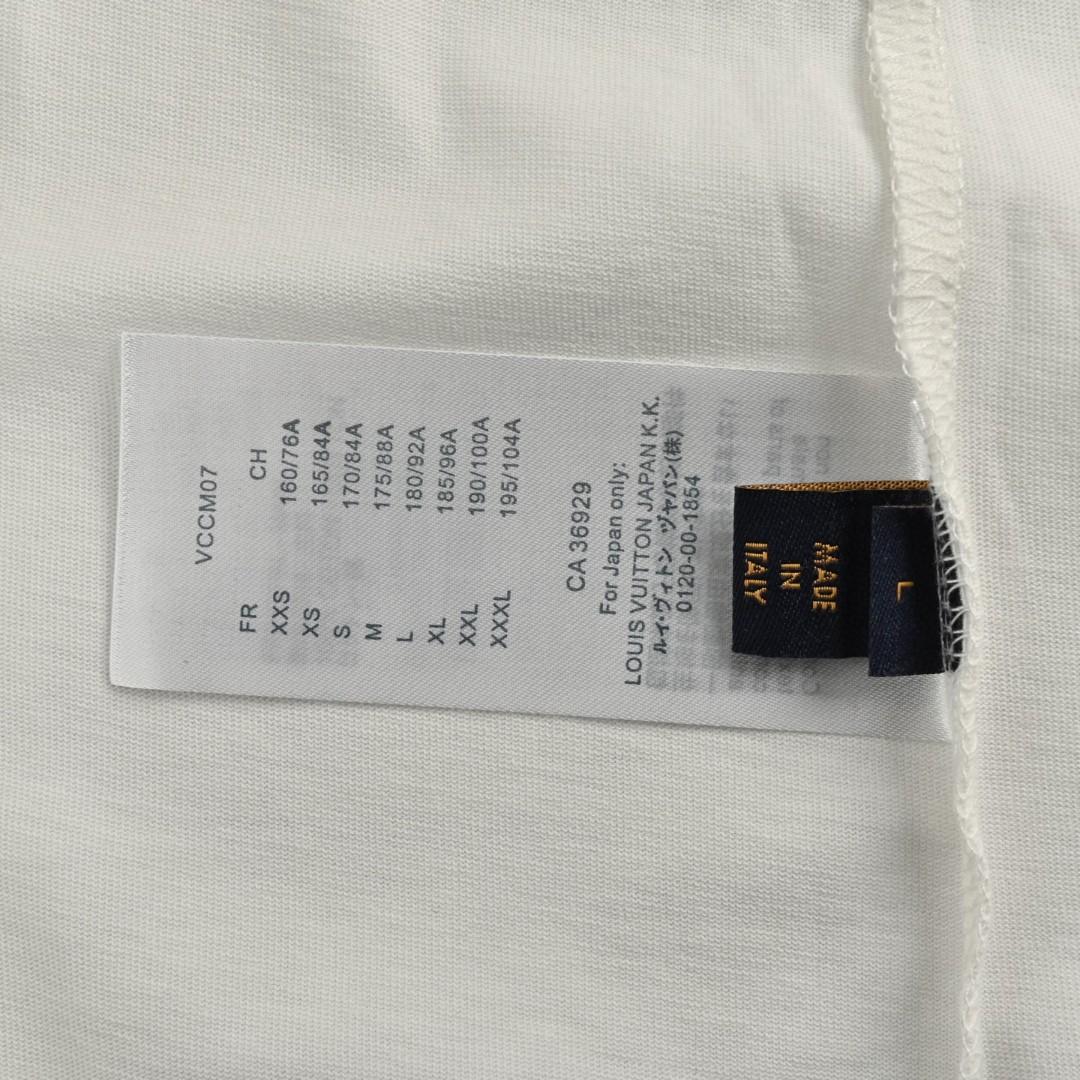 VCCM07
FR CH
XXS 160/76A
XS 165/84A
S 170/84A
M 175/88A
L 180/92A
XL 185/96A
XXL 190/100A
XXXL 195/104A
CA 36929
For Japan only:
LOUIS VUITTON JAPAN K.K.
ルイ・ヴィトン ヅャパン(株)
0120-00-1854
MADE
IN
ITALY
L